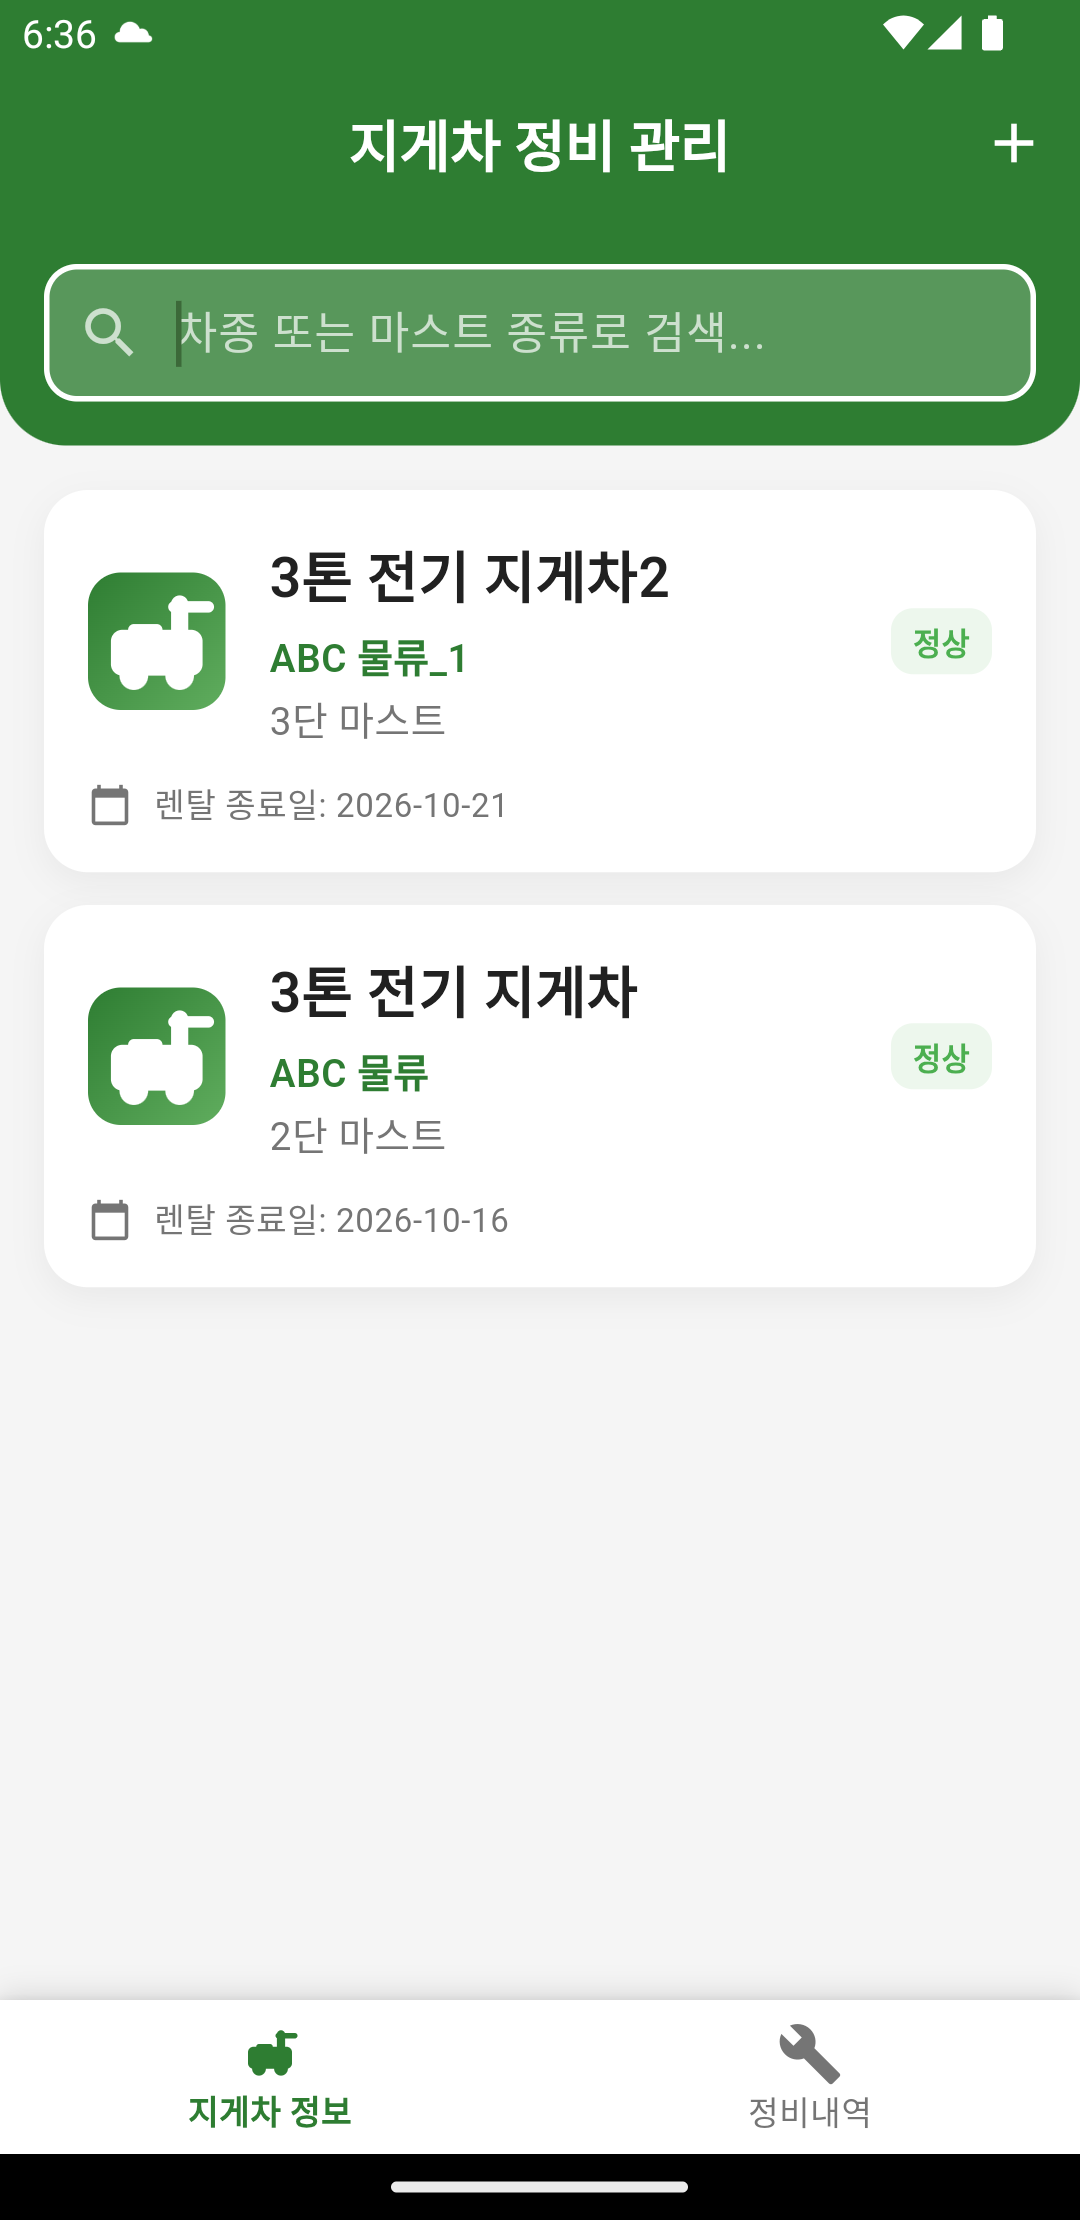 6:36
지게차 정비 관리
차종 또는 마스트 종류로 검색...
3톤 전기 지게차2
ABC 물류_1
정상
3단 마스트
렌탈 종료일: 2026-10-21
3톤 전기 지게차
ABC 물류
정상
2단 마스트
렌탈 종료일: 2026-10-16
지게차 정보
정비내역